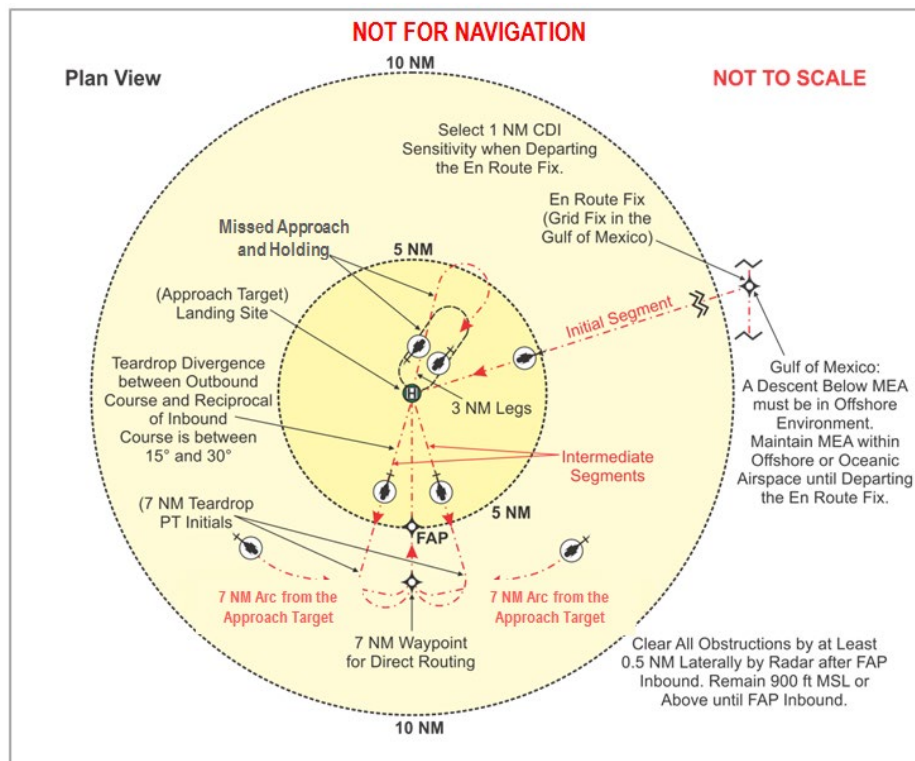 NOT FOR NAVIGATION
Plan View
10 NM
NOT TO SCALE
Select 1 NM CDI
Sensitivity when Departing
the En Route Fix.
En Route Fix
(Grid Fix in the
Gulf of Mexico)
Missed Approach
and Holding
5 NM
(Approach Target)
Landing Site
Initial Segment
Teardrop Divergence
between Outbound
Course and Reciprocal
of Inbound
Course is between
15° and 30°
H
3 NM Legs
Gulf of Mexico:
A Descent Below MEA
must be in Offshore
Environment.
Maintain MEA within
Offshore or Oceanic
Airspace until Departing
the En Route Fix.
Intermediate
Segments
(7 NM Teardrop
PT Initials
5 NM
FAP
7 NM Arc from the
Approach Target
7 NM Arc from the
Approach Target
7 NM Waypoint
for Direct Routing
Clear All Obstructions by at Least
0.5 NM Laterally by Radar after FAP
Inbound. Remain 900 ft MSL or
Above until FAP Inbound.
10 NM